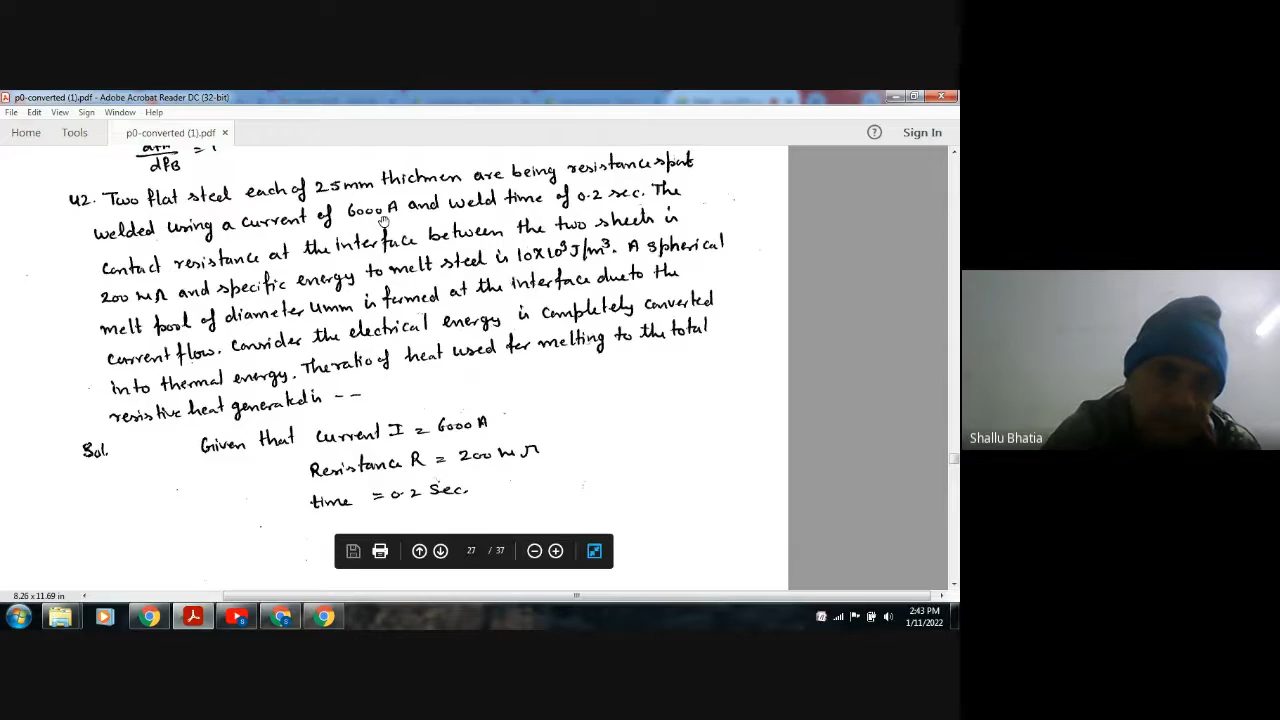 p0-converted (1).pdf - Adobe Acrobat Reader DC (32-bit)
File Edit View Sign Window Help
Home Tools p0-converted (1).pdf × Sign In
dPB = 1
42. Two flat steel each of 25mm thichmen are being resistance spot
welded using a current of 6000A and weld time of 0.2 sec. The
contact resistance at the interface between the two sheets is
200 μΩ and specific energy to melt steel is 10×10³ J/m³. A spherical
melt pool of diameter 4mm is formed at the interface due to the
current flow. Consider the electrical energy is completely converted
into thermal energy. The ratio of heat used for melting to the total
resistive heat generated is --
Sol. Given that current I = 6000A
Resistance R = 200 μΩ
time = 0.2 sec.
27 / 37
8.26 x 11.69 in
2:43 PM
1/11/2022
Shallu Bhatia